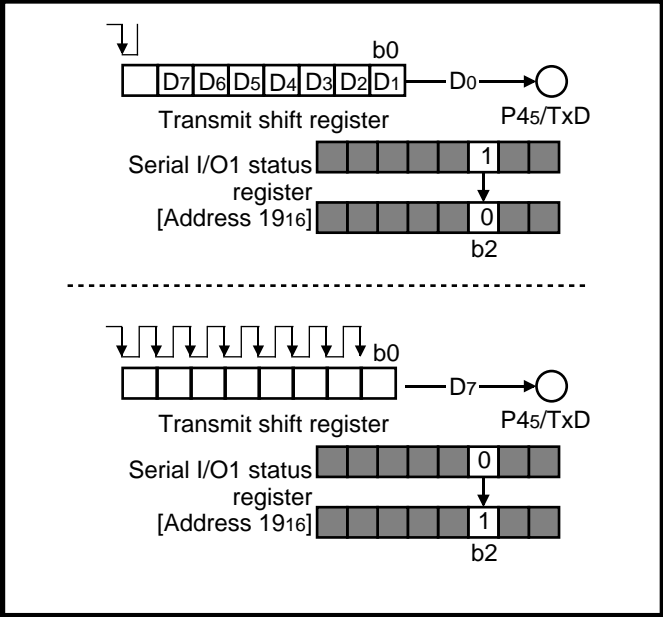 b0
D7 D6 D5 D4 D3 D2 D1 D0
Transmit shift register P45/TxD
Serial I/O1 status 1
register
[Address 1916] 0
b2
b0
D7
Transmit shift register P45/TxD
Serial I/O1 status 0
register
[Address 1916] 1
b2